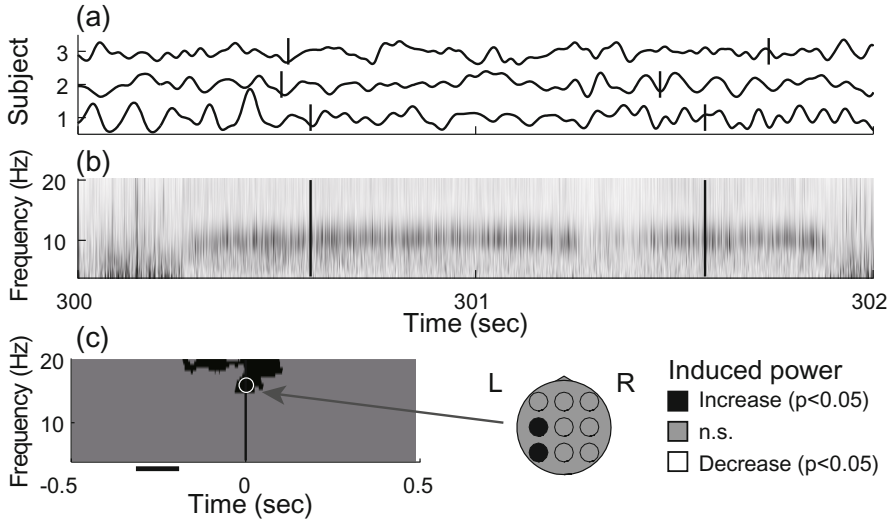 (a)
Subject
3
2
1
(b)
Frequency (Hz)
20
10
300
301
302
Time (sec)
(c)
Frequency (Hz)
20
10
-0.5
0
0.5
Time (sec)
L
R
Induced power
Increase (p<0.05)
n.s.
Decrease (p<0.05)